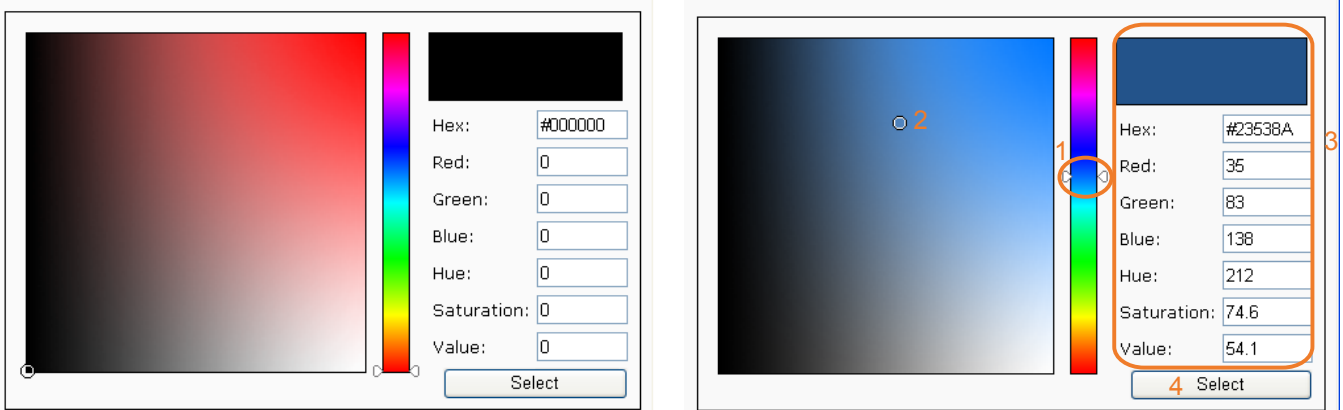 Hex: #000000
Red: 0
Green: 0
Blue: 0
Hue: 0
Saturation: 0
Value: 0
Select
2
1
3
Hex: #23538A
Red: 35
Green: 83
Blue: 138
Hue: 212
Saturation: 74.6
Value: 54.1
4 Select